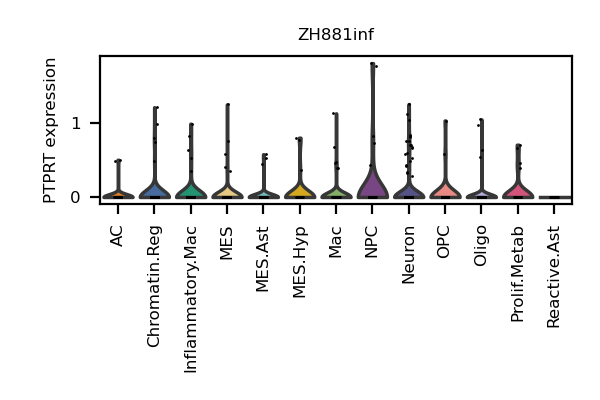 ZH881inf
PTPRT expression
1
0
AC
Chromatin.Reg
Inflammatory.Mac
MES
MES.Ast
MES.Hyp
Mac
NPC
Neuron
OPC
Oligo
Prolif.Metab
Reactive.Ast